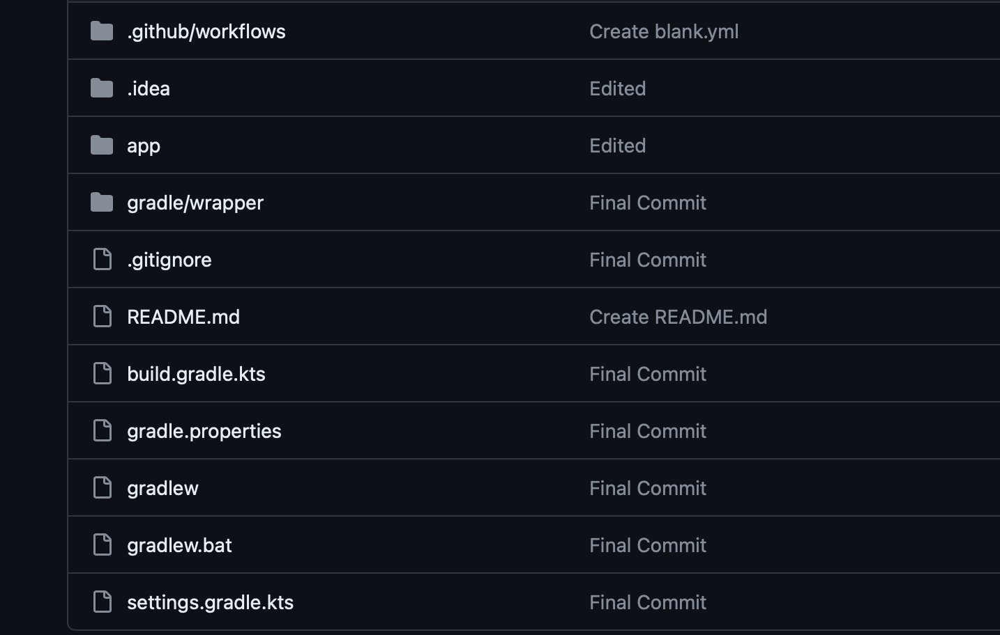 .github/workflows Create blank.yml
.idea Edited
app Edited
gradle/wrapper Final Commit
.gitignore Final Commit
README.md Create README.md
build.gradle.kts Final Commit
gradle.properties Final Commit
gradlew Final Commit
gradlew.bat Final Commit
settings.gradle.kts Final Commit